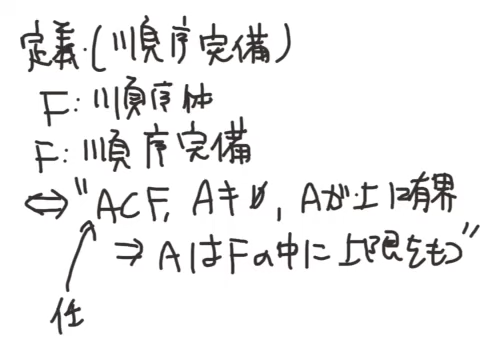 定義.(順序完備)
F:順序体
F:順序完備
⇔"A⊂F, A≠∅, Aが上に有界
⇒AはFの中に上限をもつ"
任